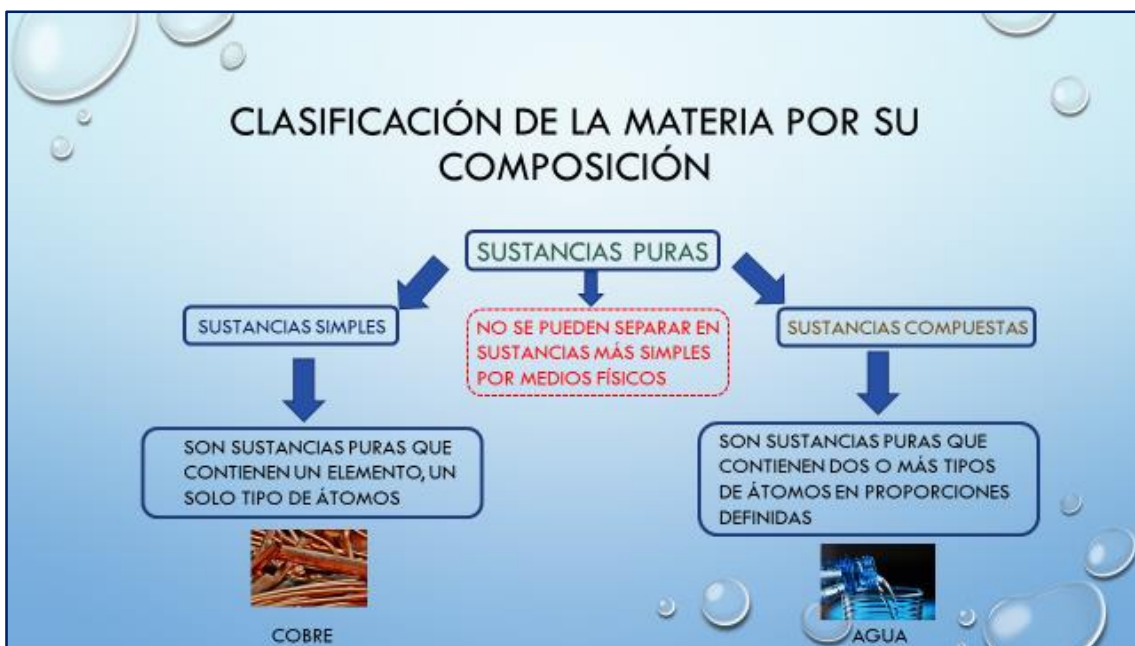 CLASIFICACIÓN DE LA MATERIA POR SU
COMPOSICIÓN
SUSTANCIAS PURAS
SUSTANCIAS SIMPLES
NO SE PUEDEN SEPARAR EN
SUSTANCIAS MÁS SIMPLES
POR MEDIOS FÍSICOS
SUSTANCIAS COMPUESTAS
SON SUSTANCIAS PURAS QUE
CONTIENEN UN ELEMENTO, UN
SOLO TIPO DE ÁTOMOS
SON SUSTANCIAS PURAS QUE
CONTIENEN DOS O MÁS TIPOS
DE ÁTOMOS EN PROPORCIONES
DEFINIDAS
COBRE
AGUA